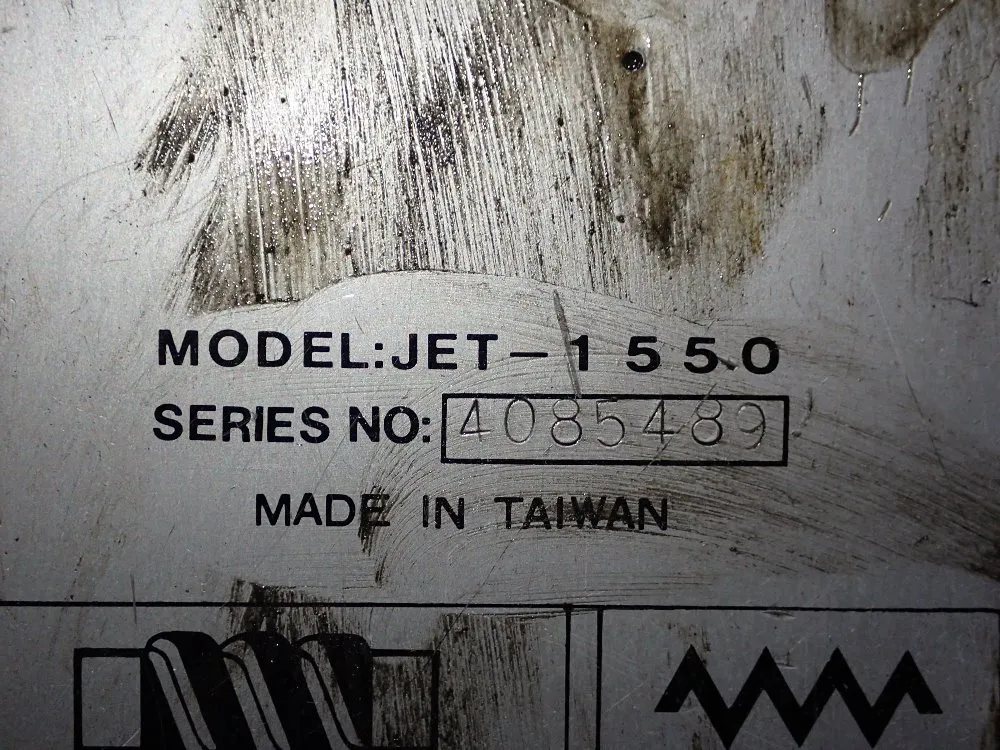 MODEL:JET-1550
SERIES NO: 4085489
MADE IN TAIWAN